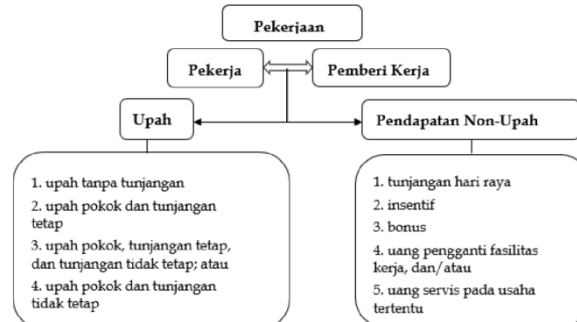 Pekerjaan
Pekerja
Pemberi Kerja
Upah
Pendapatan Non-Upah
1. upah tanpa tunjangan
2. upah pokok dan tunjangan
tetap
3. upah pokok, tunjangan tetap,
dan tunjangan tidak tetap; atau
4. upah pokok dan tunjangan
tidak tetap
1. tunjangan hari raya
2. insentif
3. bonus
4. uang pengganti fasilitas
kerja, dan/atau
5. uang servis pada usaha
tertentu